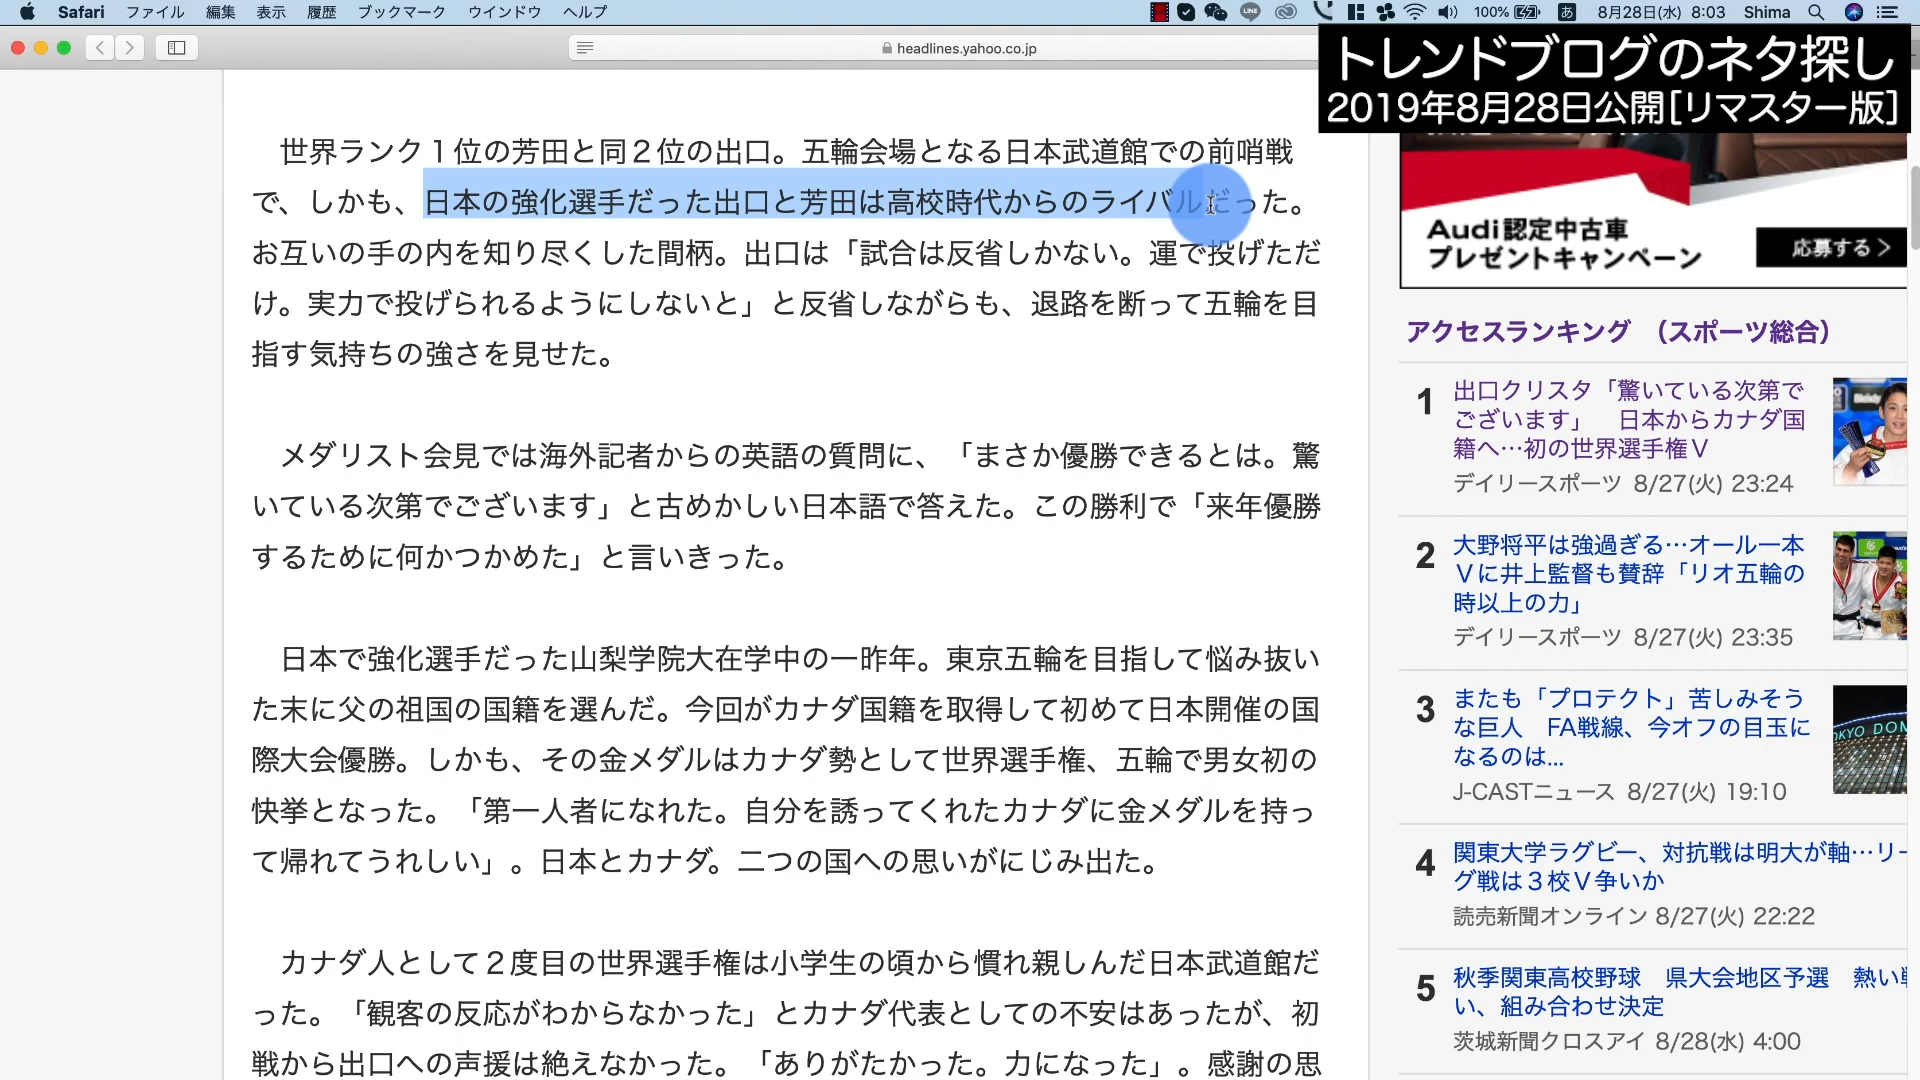 Safari ファイル 編集 表示 履歴 ブックマーク ウインドウ ヘルプ
LINE 100% あ 8月28日(水) 8:03 Shima
headlines.yahoo.co.jp
トレンドブログのネタ探し
2019年8月28日公開[リマスター版]
世界ランク１位の芳田と同２位の出口。五輪会場となる日本武道館での前哨戦
で、しかも、日本の強化選手だった出口と芳田は高校時代からのライバルだった。
お互いの手の内を知り尽くした間柄。出口は「試合は反省しかない。運で投げただ
け。実力で投げられるようにしないと」と反省しながらも、退路を断って五輪を目
指す気持ちの強さを見せた。
メダリスト会見では海外記者からの英語の質問に、「まさか優勝できるとは。驚
いている次第でございます」と古めかしい日本語で答えた。この勝利で「来年優勝
するために何かつかめた」と言いきった。
日本で強化選手だった山梨学院大在学中の一昨年。東京五輪を目指して悩み抜い
た末に父の祖国の国籍を選んだ。今回がカナダ国籍を取得して初めて日本開催の国
際大会優勝。しかも、その金メダルはカナダ勢として世界選手権、五輪で男女初の
快挙となった。「第一人者になれた。自分を誘ってくれたカナダに金メダルを持っ
て帰れてうれしい」。日本とカナダ。二つの国への思いがにじみ出た。
カナダ人として２度目の世界選手権は小学生の頃から慣れ親しんだ日本武道館だ
った。「観客の反応がわからなかった」とカナダ代表としての不安はあったが、初
戦から出口への声援は絶えなかった。「ありがたかった。力になった」。感謝の思
Audi認定中古車
プレゼントキャンペーン
応募する >
アクセスランキング （スポーツ総合）
1
出口クリスタ「驚いている次第で
ございます」　日本からカナダ国
籍へ…初の世界選手権Ｖ
デイリースポーツ 8/27(火) 23:24
2
大野将平は強過ぎる…オール一本
Ｖに井上監督も賛辞「リオ五輪の
時以上の力」
デイリースポーツ 8/27(火) 23:35
3
またも「プロテクト」苦しみそう
な巨人　FA戦線、今オフの目玉に
なるのは...
J-CASTニュース 8/27(火) 19:10
OKYO DOM
4
関東大学ラグビー、対抗戦は明大が軸…リー
グ戦は３校Ｖ争いか
読売新聞オンライン 8/27(火) 22:22
5
秋季関東高校野球　県大会地区予選　熱い戦
い、組み合わせ決定
茨城新聞クロスアイ 8/28(水) 4:00